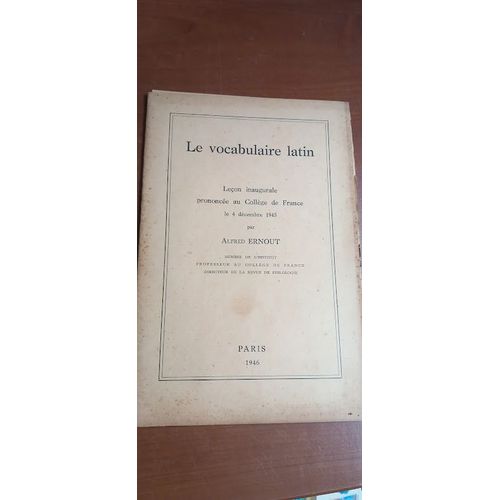 Le vocabulaire latin
Leçon inaugurale
prononcée au Collège de France
le 4 décembre 1945
par
ALFRED ERNOUT
MEMBRE DE L'INSTITUT
PROFESSEUR AU COLLÈGE DE FRANCE
DIRECTEUR DE LA REVUE DE PHILOLOGIE
PARIS
1946